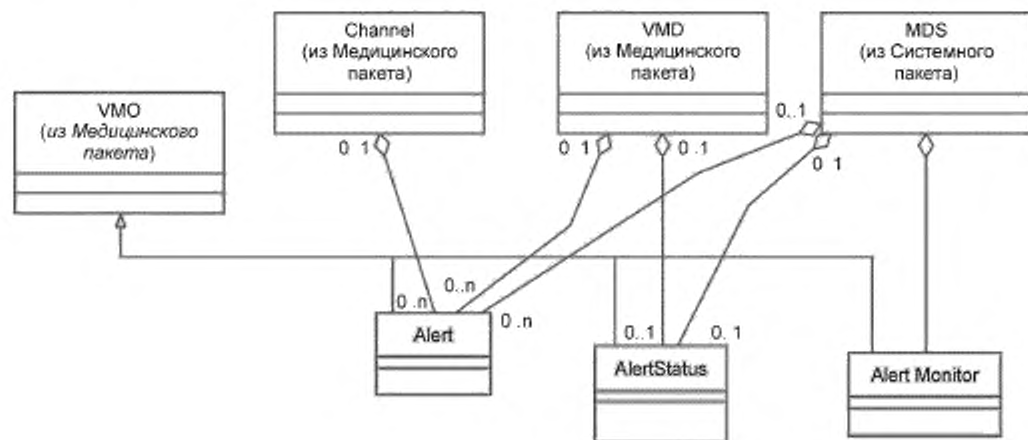 Channel
(из Медицинского
пакета)
VMD
(из Медицинского
пакета)
MDS
(из Системного
пакета)
VMO
(из Медицинского
пакета)
0 1
0 1
0..1
0..1
0 1
0..n
0 .n
0 ..n
0..1
0. 1
Alert
AlertStatus
Alert Monitor